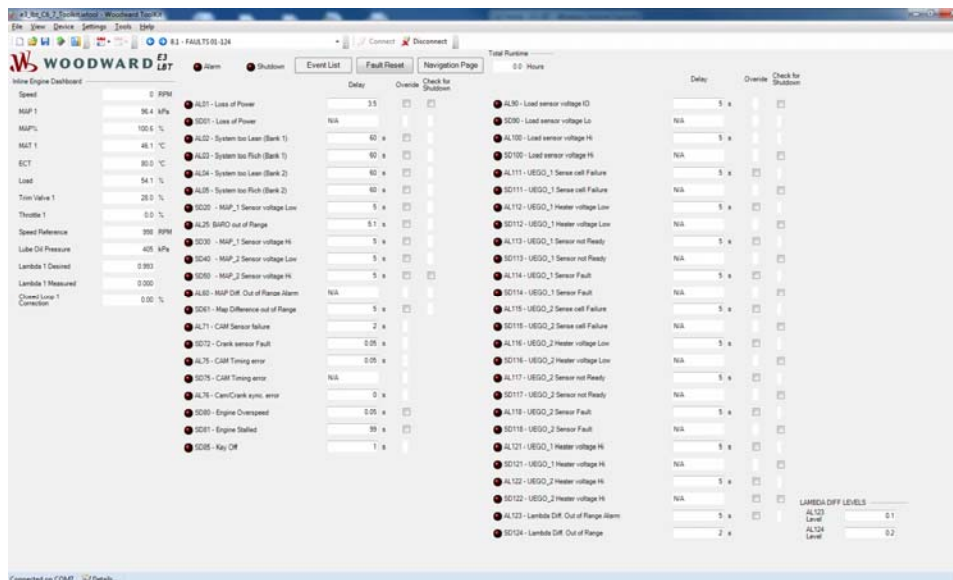 e3_lbt_C6_7_Toolkit.wtool - Woodward ToolKit
File View Device Settings Tools Help
R.1 - FAULTS 01-124 Connect Disconnect
WOODWARD E3 LBT
Alarm Shutdown Event List Fault Reset Navigation Page
Total Runtime
0.0 Hours
Inline Engine Dashboard
Speed 0 RPM
MAP 1 96.4 kPa
MAP% 100.6 %
MAT 1 46.1 °C
ECT 80.0 °C
Load 54.1 %
Trim Valve 1 28.0 %
Throttle 1 0.0 %
Speed Reference 998 RPM
Lube Oil Pressure 405 kPa
Lambda 1 Desired 0.993
Lambda 1 Measured 0.000
Closed Loop 1 Correction 0.00 %
Delay Override Check for Shutdown
AL01 - Loss of Power 3.5
SD01 - Loss of Power N/A
AL02 - System too Lean (Bank 1) 60 s
AL03 - System too Rich (Bank 1) 60 s
AL04 - System too Lean (Bank 2) 60 s
AL05 - System too Rich (Bank 2) 60 s
SD20 - MAP_1 Sensor voltage Low 5 s
AL25: BARO out of Range 5.1 s
SD30 - MAP_1 Sensor voltage Hi 5 s
SD40 - MAP_2 Sensor voltage Low 5 s
SD50 - MAP_2 Sensor voltage Hi 5 s
AL60 - MAP Diff. Out of Range Alarm N/A
SD61 - Map Difference out of Range 5 s
AL71 - CAM Sensor failure 2 s
SD72 - Crank sensor Fault 0.05 s
AL75 - CAM Timing error 0.05 s
SD75 - CAM Timing error N/A
AL76 - Cam/Crank sync. error 0 s
SD80 - Engine Overspeed 0.05 s
SD81 - Engine Stalled 99 s
SD85 - Key Off 1 s
Delay Override Check for Shutdown
AL90 - Load sensor voltage lO 5 s
SD90 - Load sensor voltage Lo N/A
AL100 - Load sensor voltage Hi 5 s
SD100 - Load sensor voltage Hi N/A
AL111 - UEGO_1 Sense cell Failure 5 s
SD111 - UEGO_1 Sense cell Failure N/A
AL112 - UEGO_1 Heater voltage Low 5 s
SD112 - UEGO_1 Heater voltage Low N/A
AL113 - UEGO_1 Sensor not Ready 5 s
SD113 - UEGO_1 Sensor not Ready N/A
AL114 - UEGO_1 Sensor Fault 5 s
SD114 - UEGO_1 Sensor Fault N/A
AL115 - UEGO_2 Sense cell Failure 5 s
SD115 - UEGO_2 Sense cell Failure N/A
AL116 - UEGO_2 Heater voltage Low 5 s
SD116 - UEGO_2 Heater voltage Low N/A
AL117 - UEGO_2 Sensor not Ready 5 s
SD117 - UEGO_2 Sensor not Ready N/A
AL118 - UEGO_2 Sensor Fault 5 s
SD118 - UEGO_2 Sensor Fault N/A
AL121 - UEGO_1 Heater voltage Hi 5 s
SD121 - UEGO_1 Heater voltage Hi N/A
AL122 - UEGO_2 Heater voltage Hi 5 s
SD122 - UEGO_2 Heater voltage Hi N/A
AL123 - Lambda Diff. Out of Range Alarm 5 s
SD124 - Lambda Diff. Out of Range 2 s
LAMBDA DIFF LEVELS
AL123 Level 0.1
AL124 Level 0.2
Connected on COM7 Details